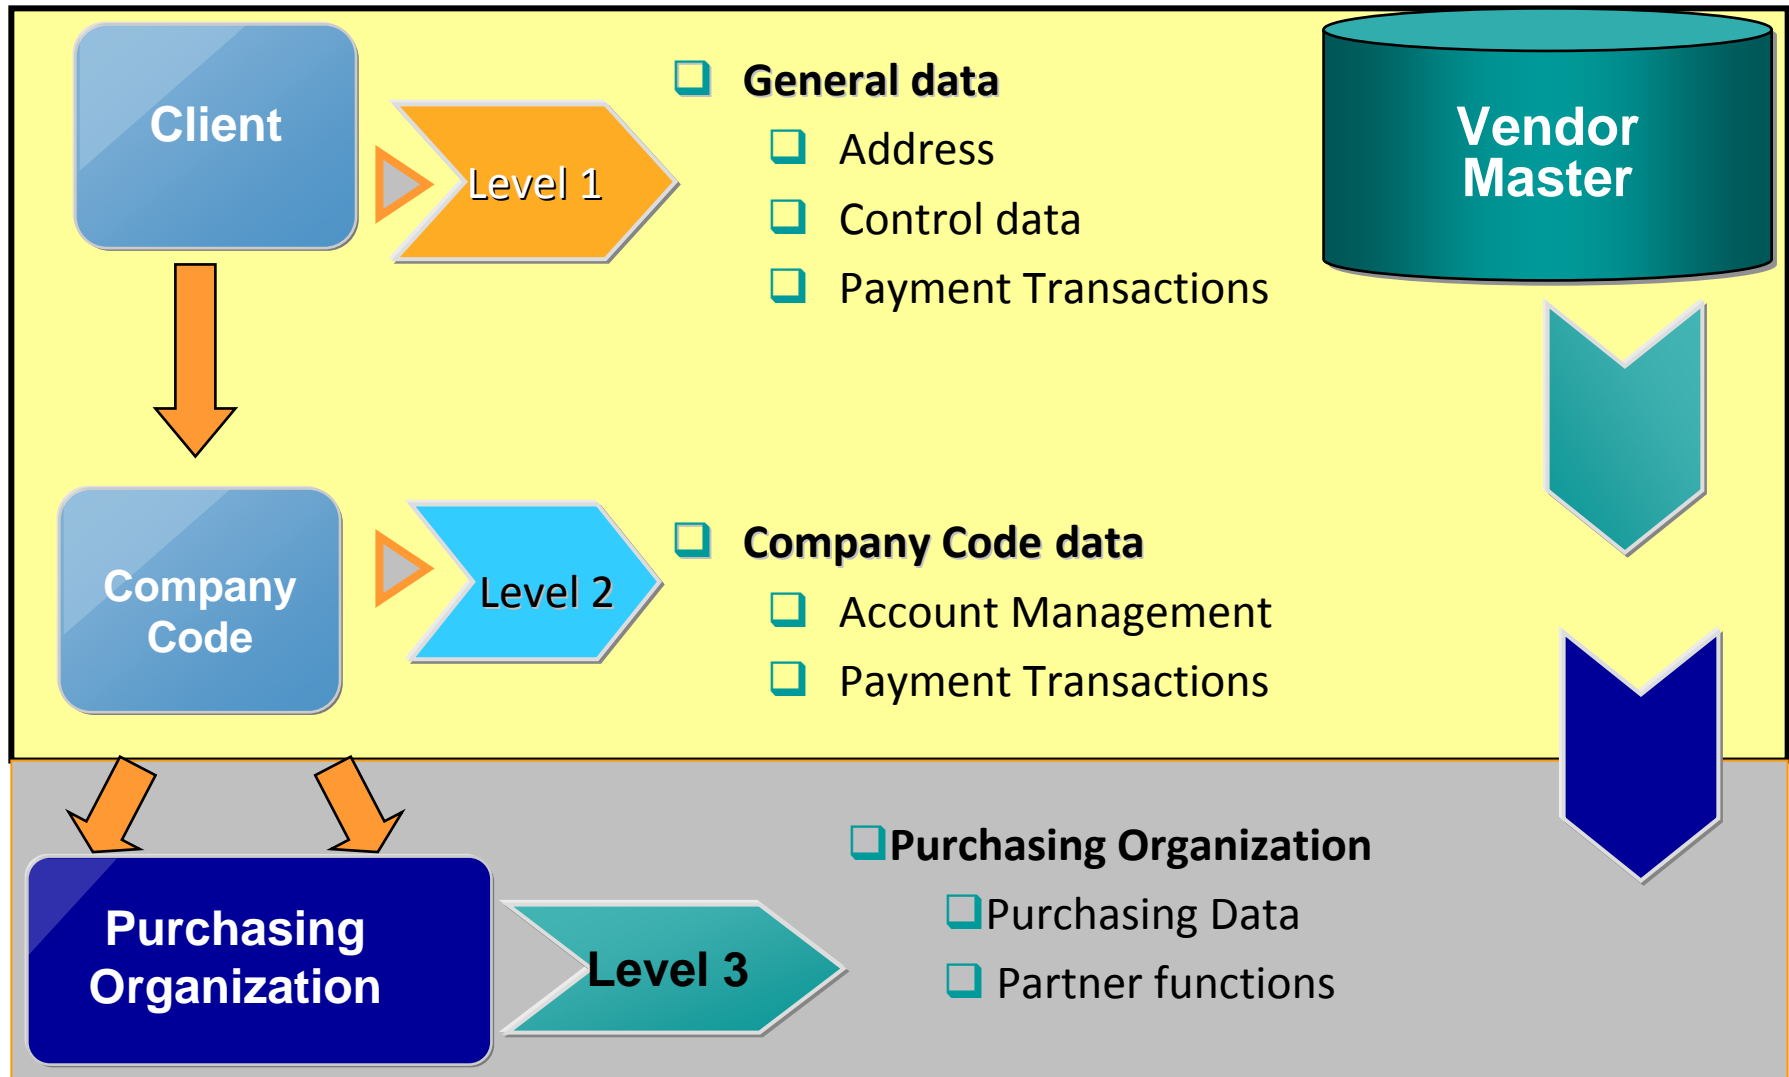 Client
Level 1
General data
Address
Control data
Payment Transactions
Vendor
Master
Company
Code
Level 2
Company Code data
Account Management
Payment Transactions
Purchasing
Organization
Level 3
Purchasing Organization
Purchasing Data
Partner functions